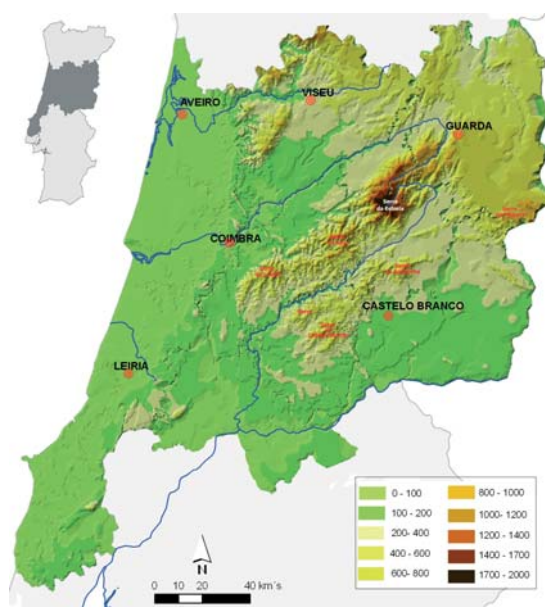 VISEU
AVEIRO
GUARDA
Serra
da Estrela
COIMBRA
CASTELO BRANCO
LEIRIA
0 - 100
100 - 200
200 - 400
400 - 600
600- 800
800 - 1000
1000- 1200
1200 - 1400
1400 - 1700
1700 - 2000
N
10
0
20
40 km´s